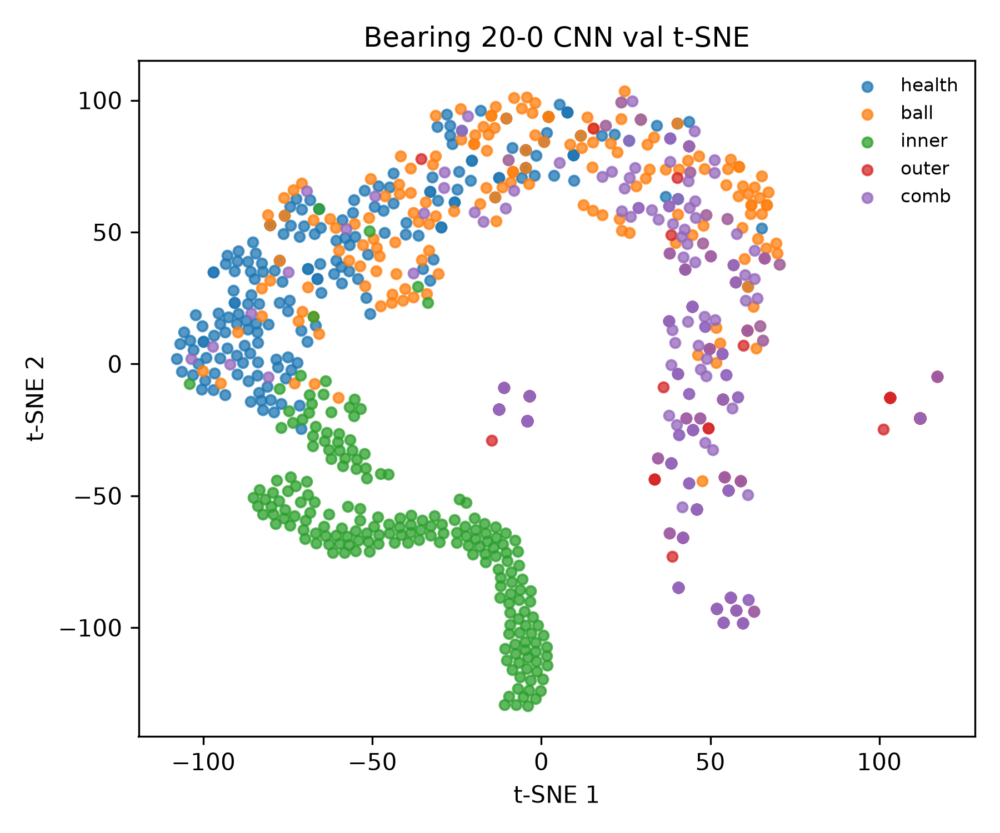 Bearing 20-0 CNN val t-SNE
health
ball
inner
outer
comb
100
50
0
−50
−100
t-SNE 2
−100
−50
0
50
100
t-SNE 1